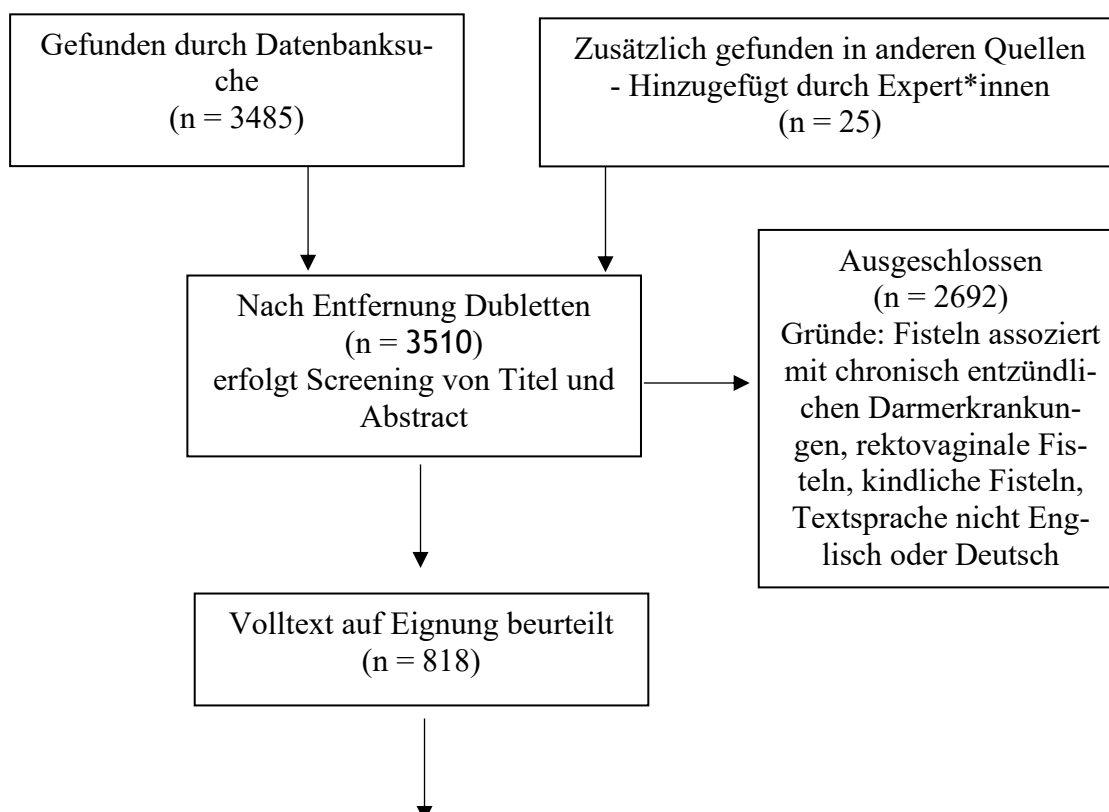 Gefunden durch Datenbanksu-
che
(n = 3485)
Zusätzlich gefunden in anderen Quellen
- Hinzugefügt durch Expert*innen
(n = 25)
Nach Entfernung Dubletten
(n = 3510)
erfolgt Screening von Titel und
Abstract
Ausgeschlossen
(n = 2692)
Gründe: Fisteln assoziert
mit chronisch entzündli-
chen Darmerkrankun-
gen, rektovaginale Fis-
teln, kindliche Fisteln,
Textsprache nicht Eng-
lisch oder Deutsch
Volltext auf Eignung beurteilt
(n = 818)